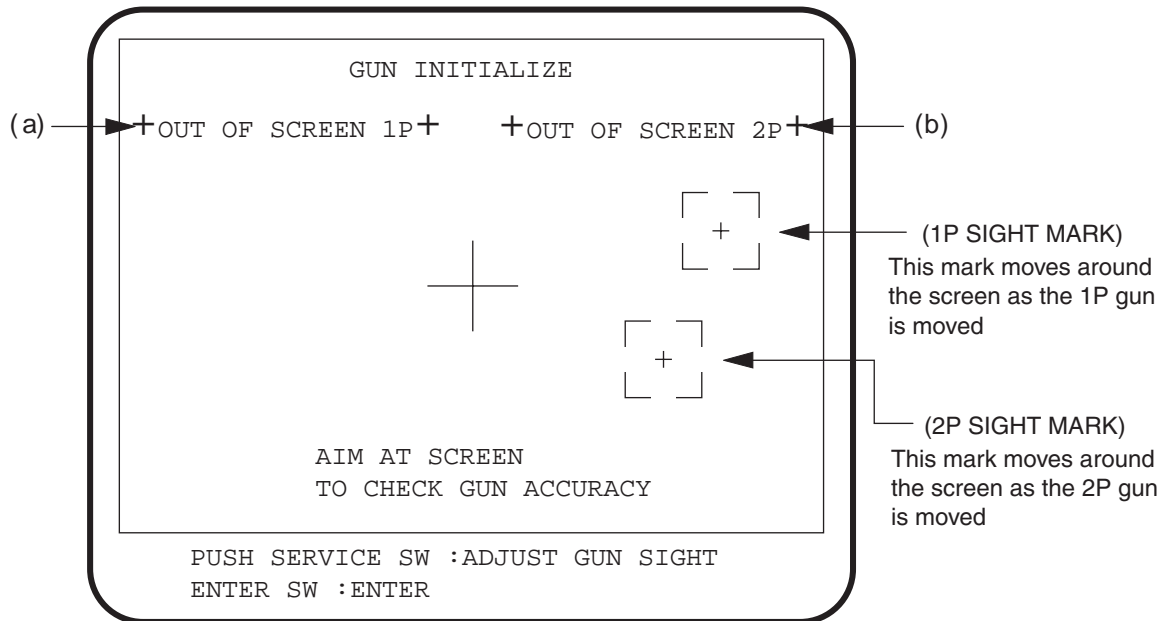 GUN INITIALIZE
(a) +OUT OF SCREEN 1P+ +OUT OF SCREEN 2P+ (b)
(1P SIGHT MARK)
This mark moves around
the screen as the 1P gun
is moved
(2P SIGHT MARK)
This mark moves around
the screen as the 2P gun
is moved
AIM AT SCREEN
TO CHECK GUN ACCURACY
PUSH SERVICE SW :ADJUST GUN SIGHT
ENTER SW :ENTER